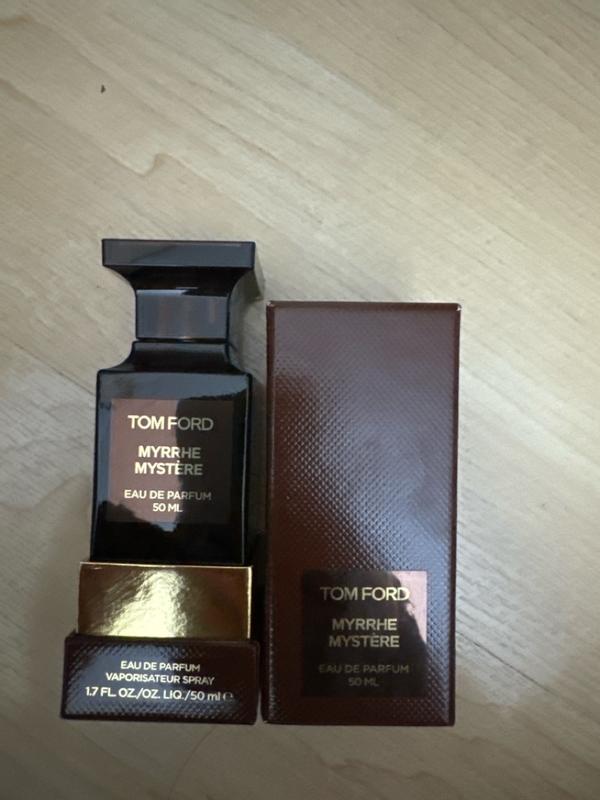 TOM FORD
MYRRHE
MYSTÈRE
EAU DE PARFUM
50 ML
EAU DE PARFUM
VAPORISATEUR SPRAY
1.7 FL. OZ./OZ. LIQ./50 ml ℮
TOM FORD
MYRRHE
MYSTÈRE
EAU DE PARFUM
50 ML